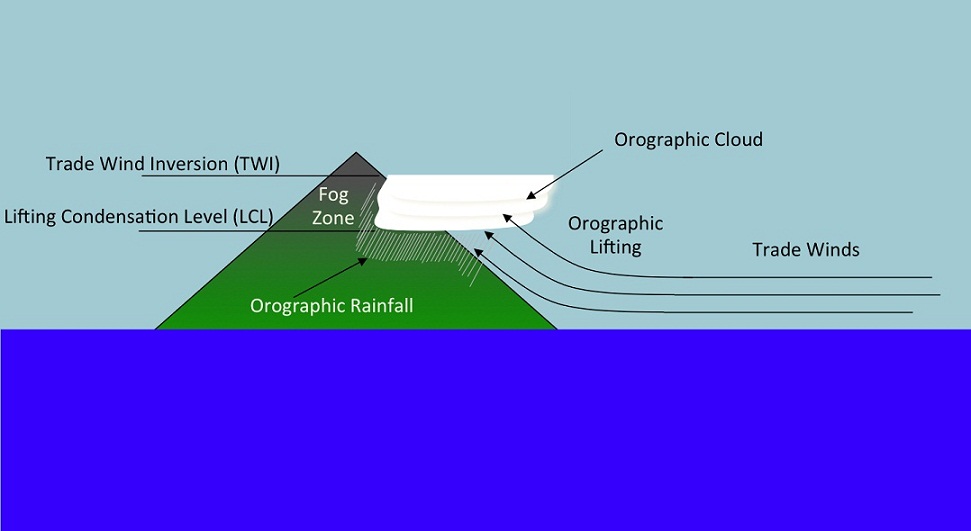 Orographic Cloud
Trade Wind Inversion (TWI)
Fog
Zone
Lifting Condensation Level (LCL)
Orographic
Lifting
Trade Winds
Orographic Rainfall